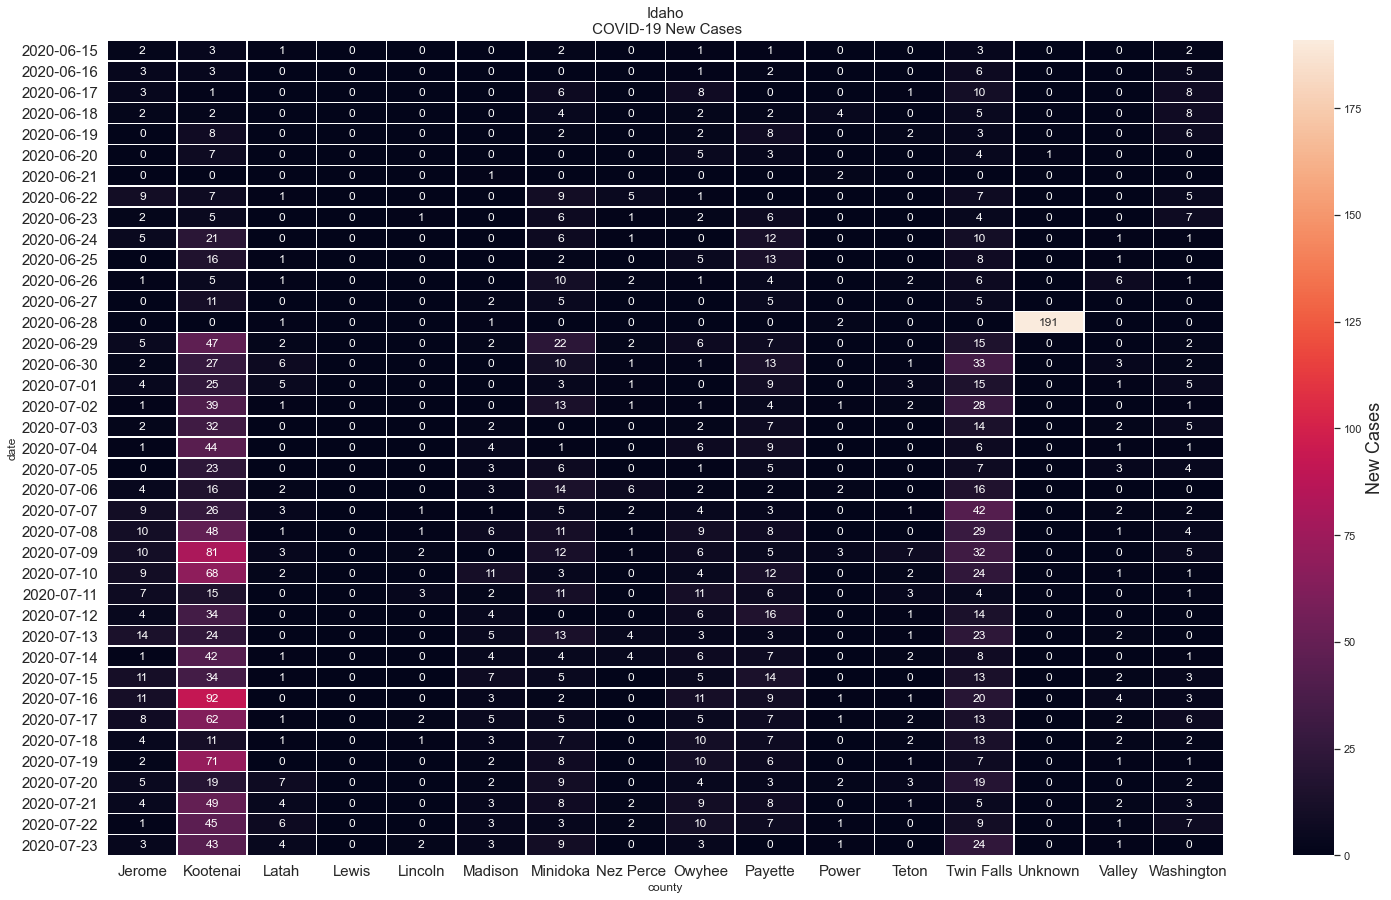 Idaho
COVID-19 New Cases
2020-06-15 2 3 1 0 0 0 2 0 1 1 0 0 3 0 0 2
2020-06-16 3 3 0 0 0 0 0 0 1 2 0 0 6 0 0 5
2020-06-17 3 1 0 0 0 0 6 0 8 0 0 1 10 0 0 8
2020-06-18 2 2 0 0 0 0 4 0 2 2 4 0 5 0 0 8
2020-06-19 0 8 0 0 0 0 2 0 2 8 0 2 3 0 0 6
2020-06-20 0 7 0 0 0 0 0 0 5 3 0 0 4 1 0 0
2020-06-21 0 0 0 0 0 1 0 0 0 0 2 0 0 0 0 0
2020-06-22 9 7 1 0 0 0 9 5 1 0 0 0 7 0 0 5
2020-06-23 2 5 0 0 1 0 6 1 2 6 0 0 4 0 0 7
2020-06-24 5 21 0 0 0 0 6 1 0 12 0 0 10 0 1 1
2020-06-25 0 16 1 0 0 0 2 0 5 13 0 0 8 0 1 0
2020-06-26 1 5 1 0 0 0 10 2 1 4 0 2 6 0 6 1
2020-06-27 0 11 0 0 0 2 5 0 0 5 0 0 5 0 0 0
2020-06-28 0 0 1 0 0 1 0 0 0 0 2 0 0 191 0 0
2020-06-29 5 47 2 0 0 2 22 2 6 7 0 0 15 0 0 2
2020-06-30 2 27 6 0 0 0 10 1 1 13 0 1 33 0 3 2
2020-07-01 4 25 5 0 0 0 3 1 0 9 0 3 15 0 1 5
2020-07-02 1 39 1 0 0 0 13 1 1 4 1 2 28 0 0 1
2020-07-03 2 32 0 0 0 2 0 0 2 7 0 0 14 0 2 5
2020-07-04 1 44 0 0 0 4 1 0 6 9 0 0 6 0 1 1
2020-07-05 0 23 0 0 0 3 6 0 1 5 0 0 7 0 3 4
2020-07-06 4 16 2 0 0 3 14 6 2 2 2 0 16 0 0 0
2020-07-07 9 26 3 0 1 1 5 2 4 3 0 1 42 0 2 2
2020-07-08 10 48 1 0 1 6 11 1 9 8 0 0 29 0 1 4
2020-07-09 10 81 3 0 2 0 12 1 6 5 3 7 32 0 0 5
2020-07-10 9 68 2 0 0 11 3 0 4 12 0 2 24 0 1 1
2020-07-11 7 15 0 0 3 2 11 0 11 6 0 3 4 0 0 1
2020-07-12 4 34 0 0 0 4 0 0 6 16 0 1 14 0 0 0
2020-07-13 14 24 0 0 0 5 13 4 3 3 0 1 23 0 2 0
2020-07-14 1 42 1 0 0 4 4 4 6 7 0 2 8 0 0 1
2020-07-15 11 34 1 0 0 7 5 0 5 14 0 0 13 0 2 3
2020-07-16 11 92 0 0 0 3 2 0 11 9 1 1 20 0 4 3
2020-07-17 8 62 1 0 2 5 5 0 5 7 1 2 13 0 2 6
2020-07-18 4 11 1 0 1 3 7 0 10 7 0 2 13 0 2 2
2020-07-19 2 71 0 0 0 2 8 0 10 6 0 1 7 0 1 1
2020-07-20 5 19 7 0 0 2 9 0 4 3 2 3 19 0 0 2
2020-07-21 4 49 4 0 0 3 8 2 9 8 0 1 5 0 2 3
2020-07-22 1 45 6 0 0 3 3 2 10 7 1 0 9 0 1 7
2020-07-23 3 43 4 0 2 3 9 0 3 0 1 0 24 0 1 0
Jerome Kootenai Latah Lewis Lincoln Madison Minidoka Nez Perce Owyhee Payette Power Teton Twin Falls Unknown Valley Washington
county
date
175
150
125
100
75
50
25
0
New Cases